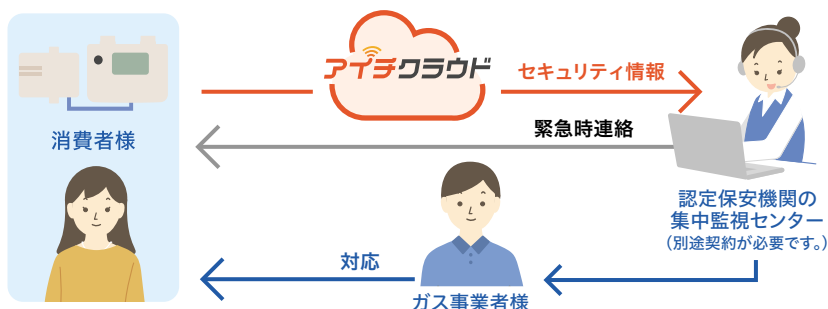 アイチクラウド
セキュリティ情報
緊急時連絡
消費者様
認定保安機関の
集中監視センター
（別途契約が必要です。）
対応
ガス事業者様